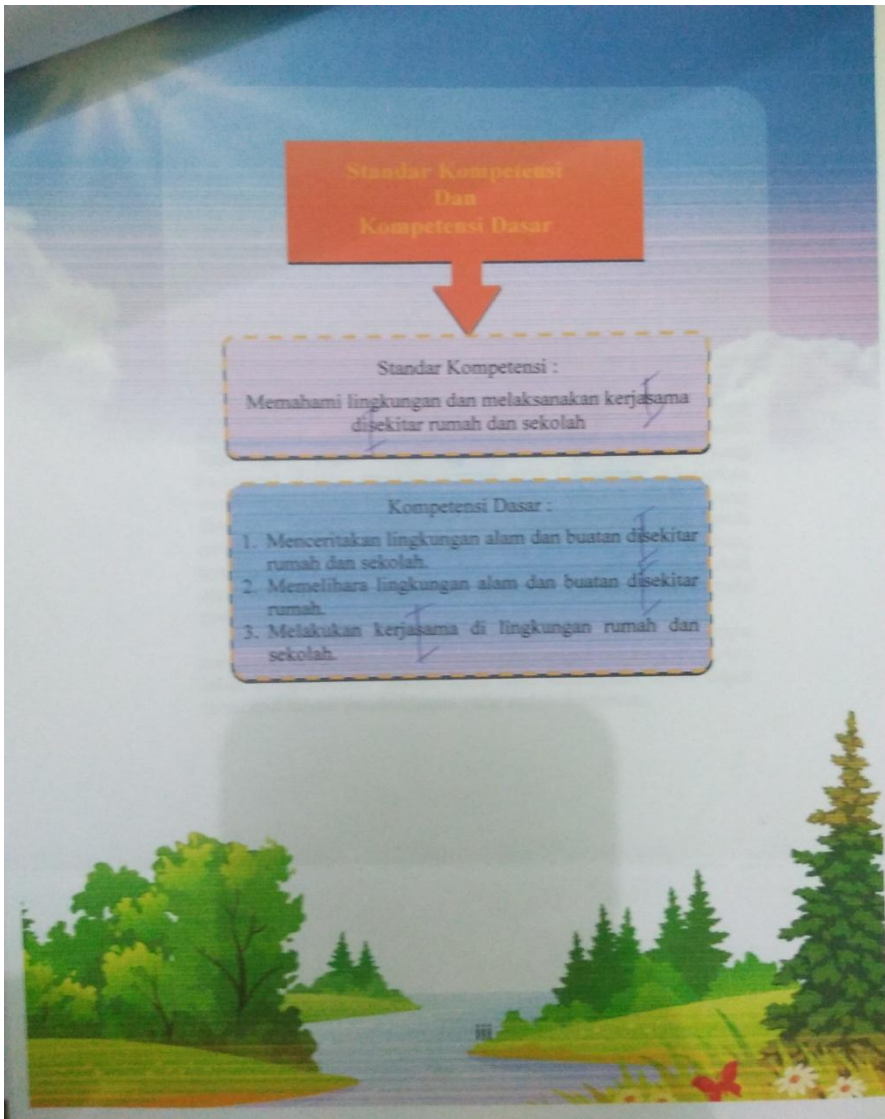 Standar Kompetensi
Dan
Kompetensi Dasar
Standar Kompetensi :
Memahami lingkungan dan melaksanakan kerjasama
disekitar rumah dan sekolah
Kompetensi Dasar :
1. Menceritakan lingkungan alam dan buatan disekitar
rumah dan sekolah.
2. Memelihara lingkungan alam dan buatan disekitar
rumah.
3. Melakukan kerjasama di lingkungan rumah dan
sekolah.
iii